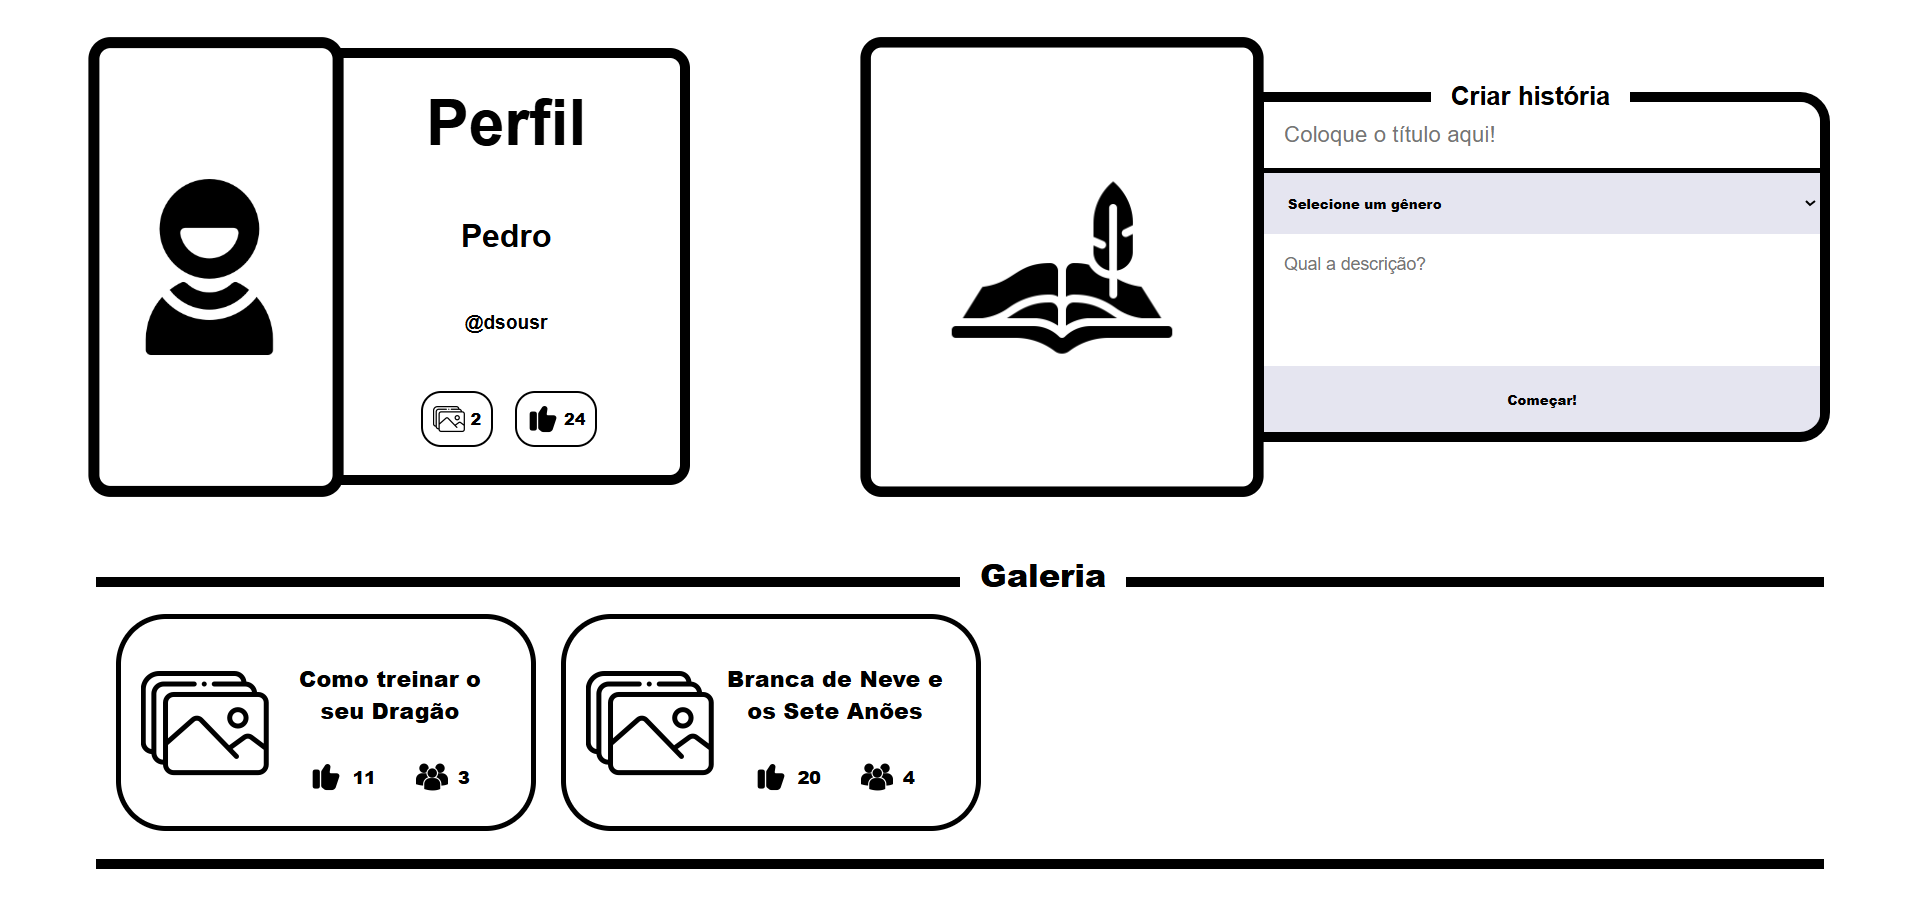 Perfil
Pedro
@dsousr
2
24
Criar história
Coloque o título aqui!
Selecione um gênero
Qual a descrição?
Começar!
Galeria
Como treinar o
seu Dragão
11
3
Branca de Neve e
os Sete Anões
20
4